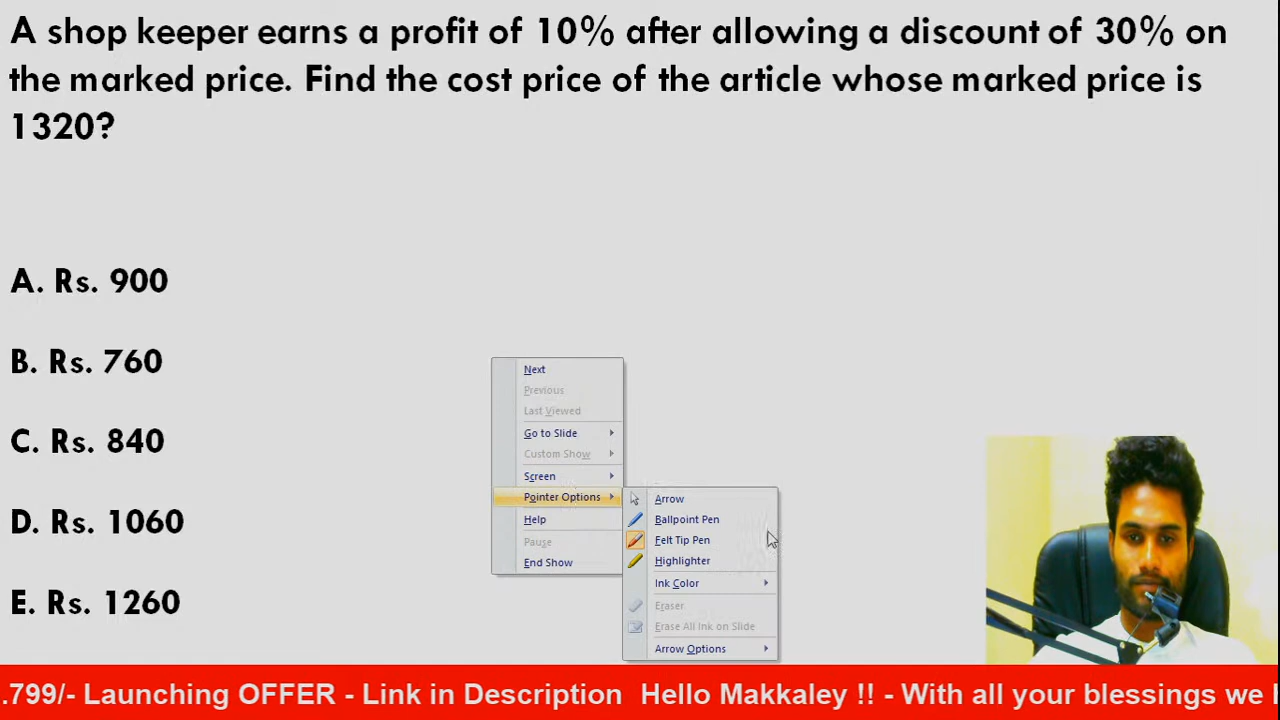 A shop keeper earns a profit of 10% after allowing a discount of 30% on
the marked price. Find the cost price of the article whose marked price is
1320?
A. Rs. 900
B. Rs. 760
C. Rs. 840
D. Rs. 1060
E. Rs. 1260
Next
Previous
Last Viewed
Go to Slide
Custom Show
Screen
Pointer Options
Help
Pause
End Show
Arrow
Ballpoint Pen
Felt Tip Pen
Highlighter
Ink Color
Eraser
Erase All Ink on Slide
Arrow Options
.799/- Launching OFFER - Link in Description Hello Makkaley !! - With all your blessings we